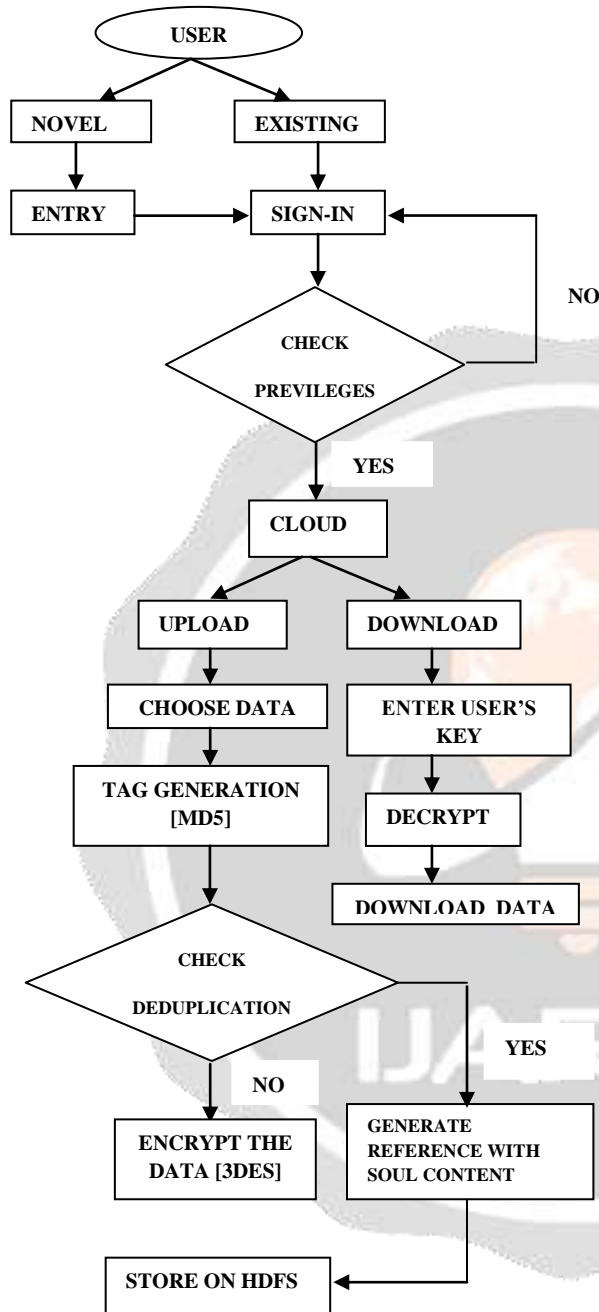 USER
NOVEL
EXISTING
ENTRY
SIGN-IN
NO
CHECK
PREVILEGES
YES
CLOUD
UPLOAD
DOWNLOAD
CHOOSE DATA
ENTER USER’S
KEY
TAG GENERATION
[MD5]
DECRYPT
DOWNLOAD DATA
CHECK
DEDUPLICATION
YES
NO
ENCRYPT THE
DATA [3DES]
GENERATE
REFERENCE WITH
SOUL CONTENT
STORE ON HDFS